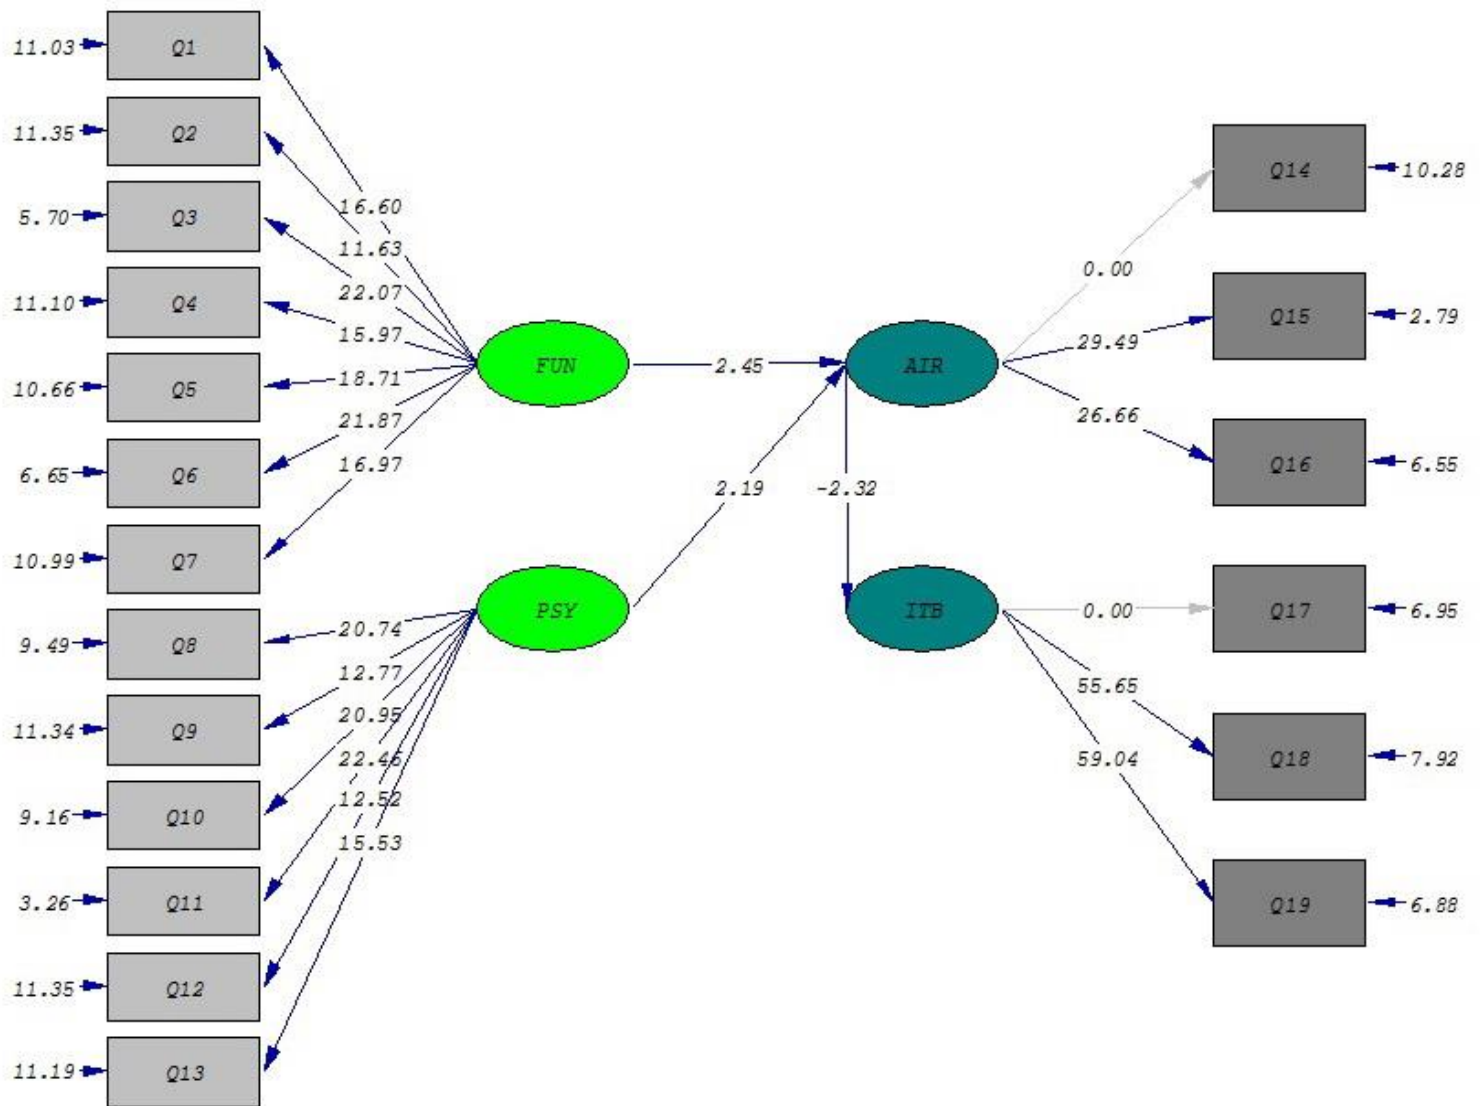 11.03 Q1
11.35 Q2
5.70 Q3
11.10 Q4
10.66 Q5
6.65 Q6
10.99 Q7
9.49 Q8
11.34 Q9
9.16 Q10
3.26 Q11
11.35 Q12
11.19 Q13
16.60
11.63
22.07
15.97
18.71
21.87
16.97
20.74
12.77
20.95
22.46
12.52
15.53
FUN
PSY
2.45
2.19
-2.32
AIR
ITB
0.00
29.49
26.66
0.00
55.65
59.04
Q14 10.28
Q15 2.79
Q16 6.55
Q17 6.95
Q18 7.92
Q19 6.88